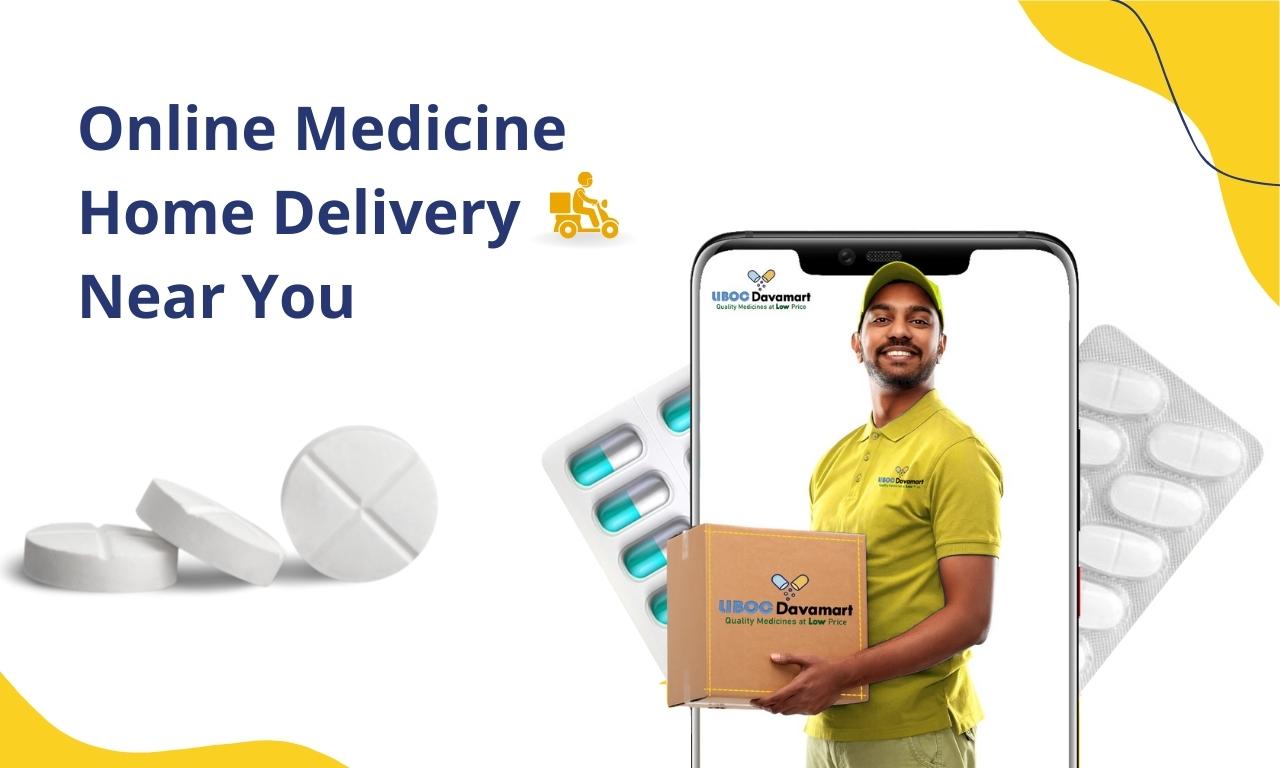 Online Medicine
Home Delivery
Near You
UBOC Davamart
Quality Medicines at Low Price
UBOC Davamart
UBOC Davamart
Quality Medicines at Low Price